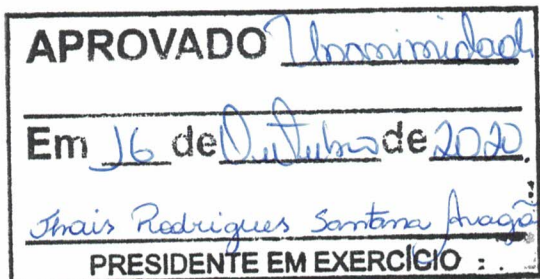 APROVADO Unanimidade
Em 16 de Outubro de 2020.
Thais Rodrigues Santana Aragão
PRESIDENTE EM EXERCÍCIO